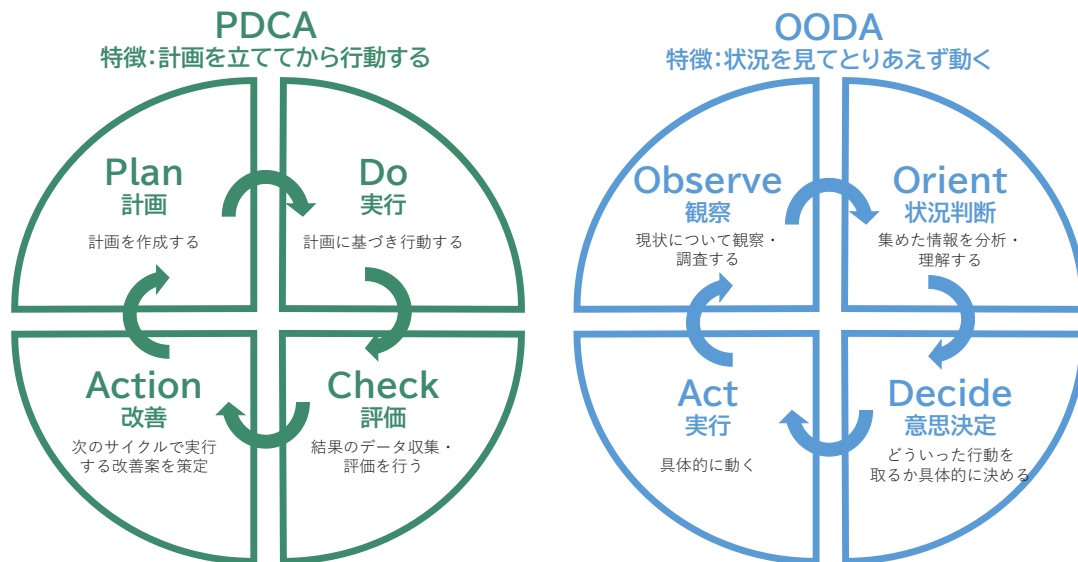 PDCA
特徴：計画を立ててから行動する
Plan
計画
計画を作成する
Do
実行
計画に基づき行動する
Check
評価
結果のデータ収集・
評価を行う
Action
改善
次のサイクルで実行
する改善案を策定
OODA
特徴：状況を見てとりあえず動く
Observe
観察
現状について観察・
調査する
Orient
状況判断
集めた情報を分析・
理解する
Decide
意思決定
どういった行動を
取るか具体的に決める
Act
実行
具体的に動く